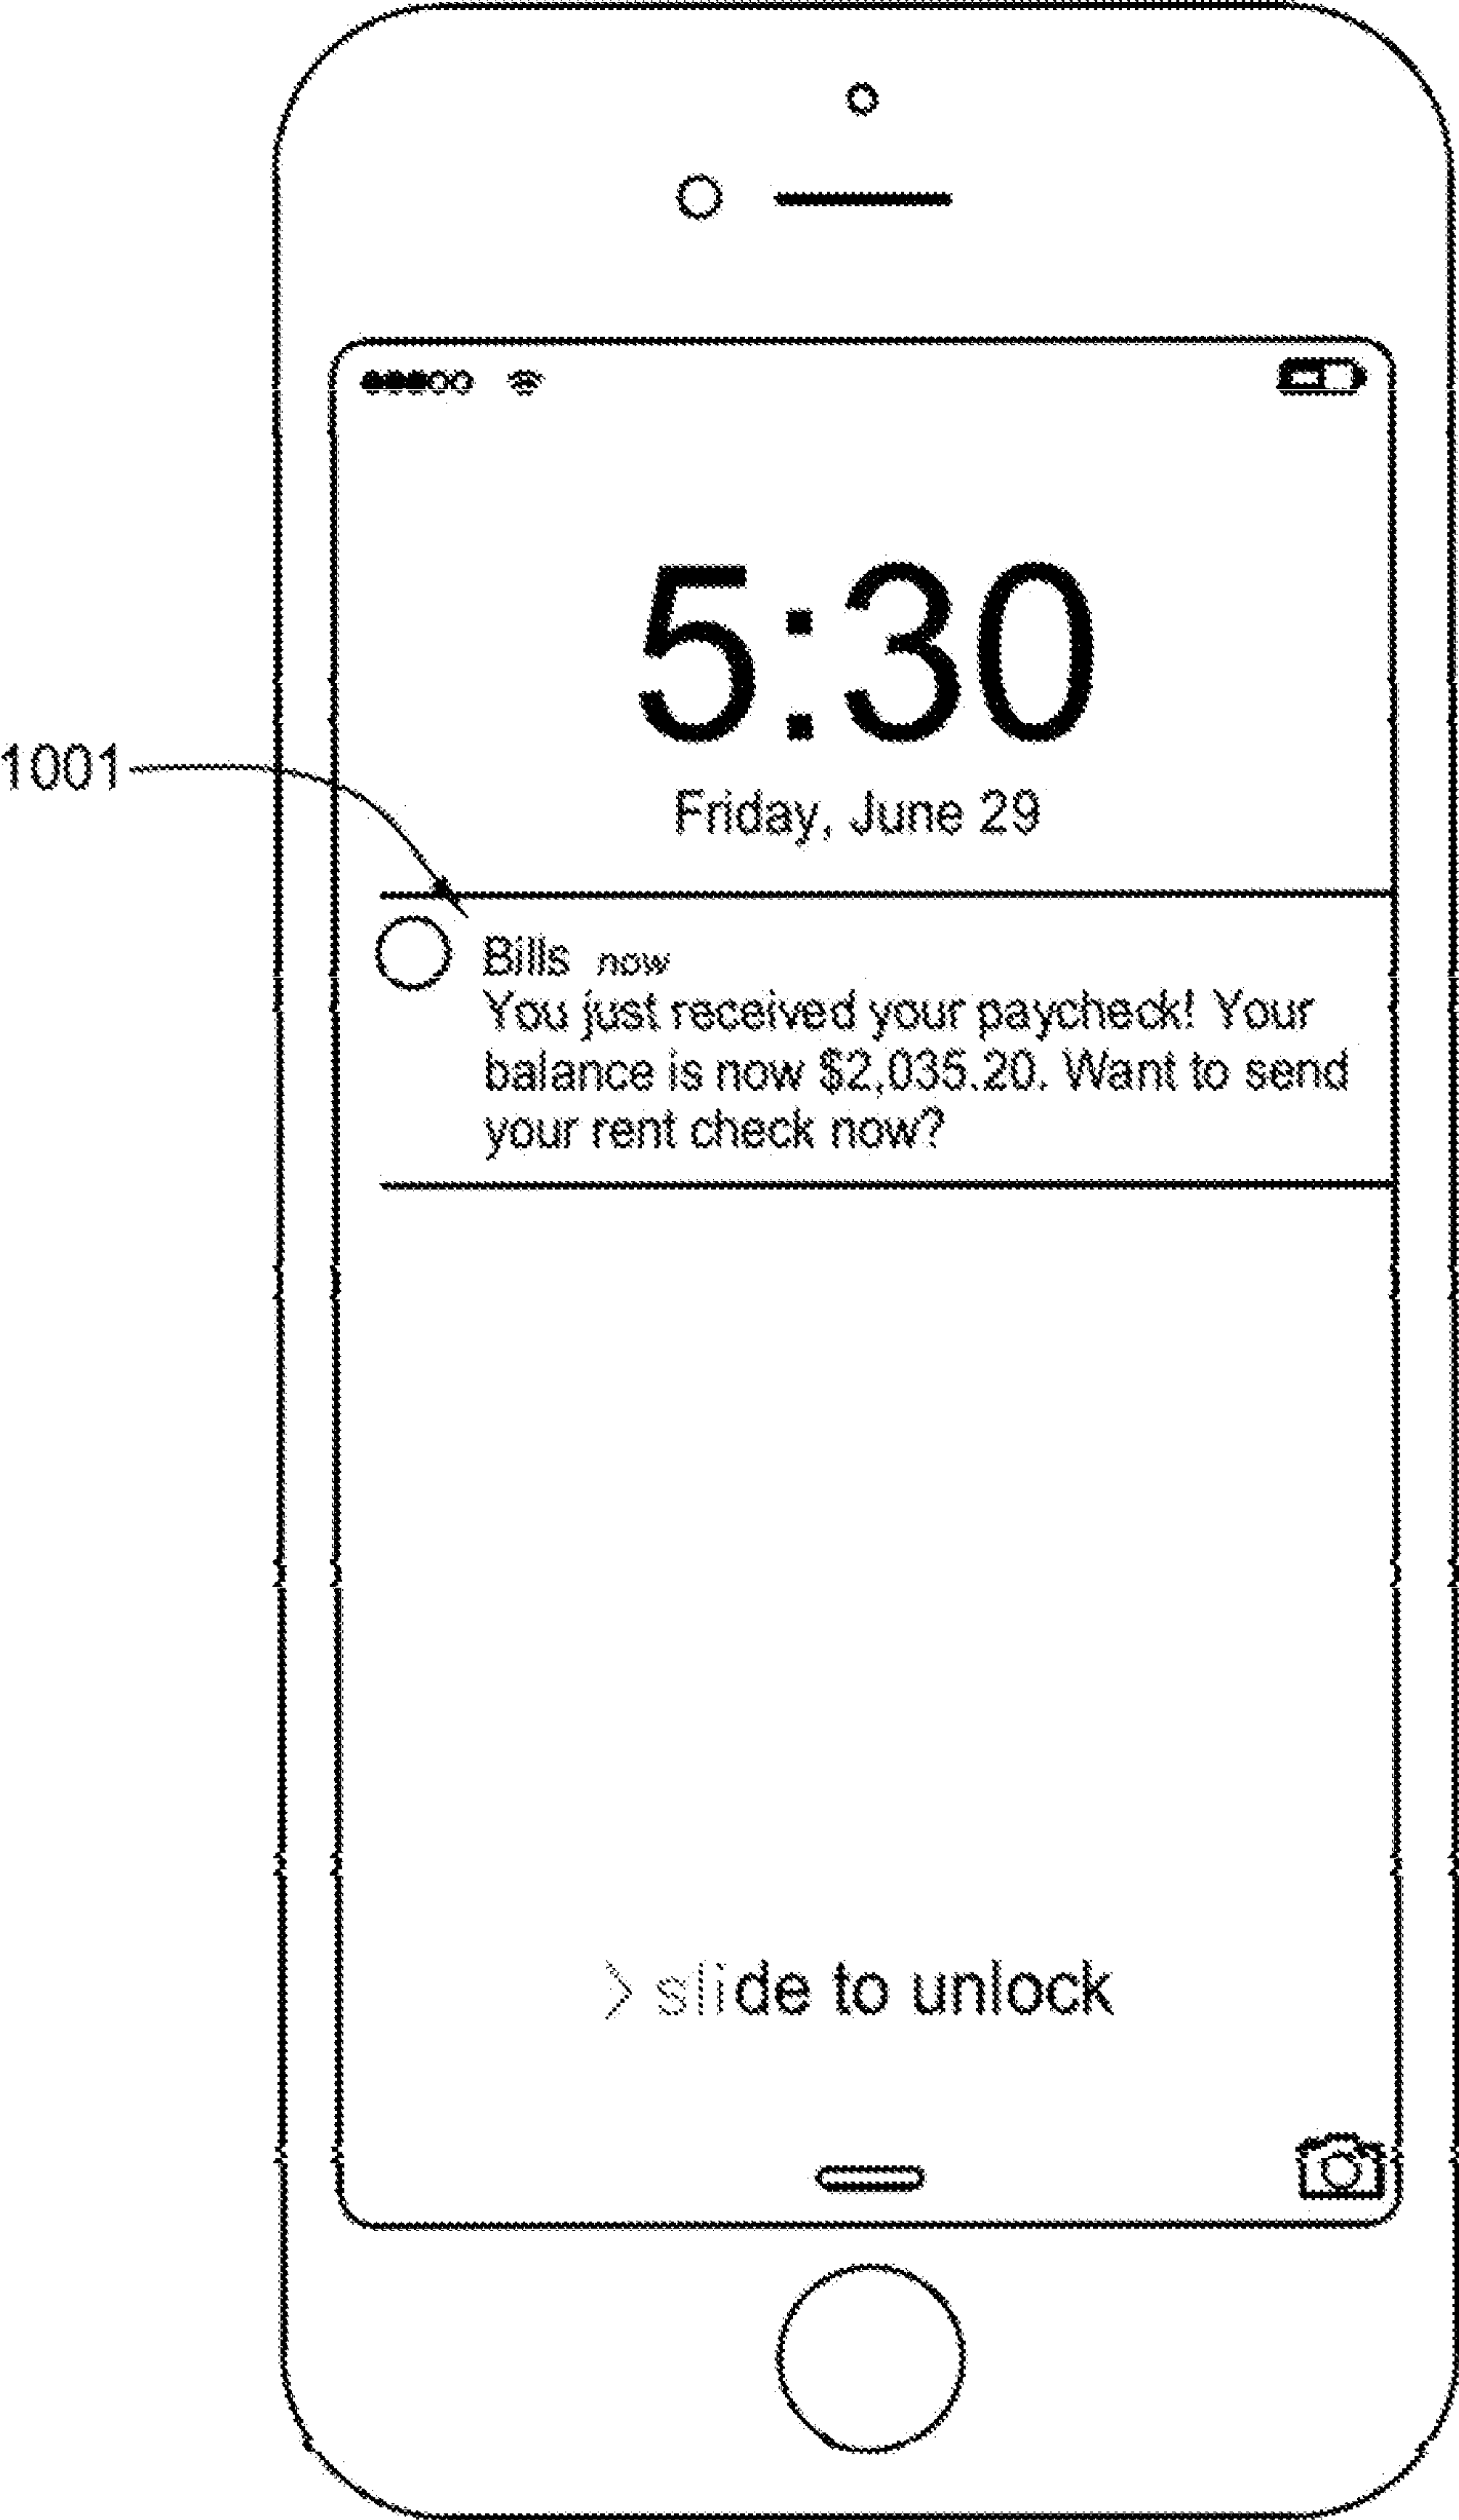 5:30
Friday, June 29
1001
Bills now
You just received your paycheck! Your
balance is now $2,035.20. Want to send
your rent check now?
> slide to unlock